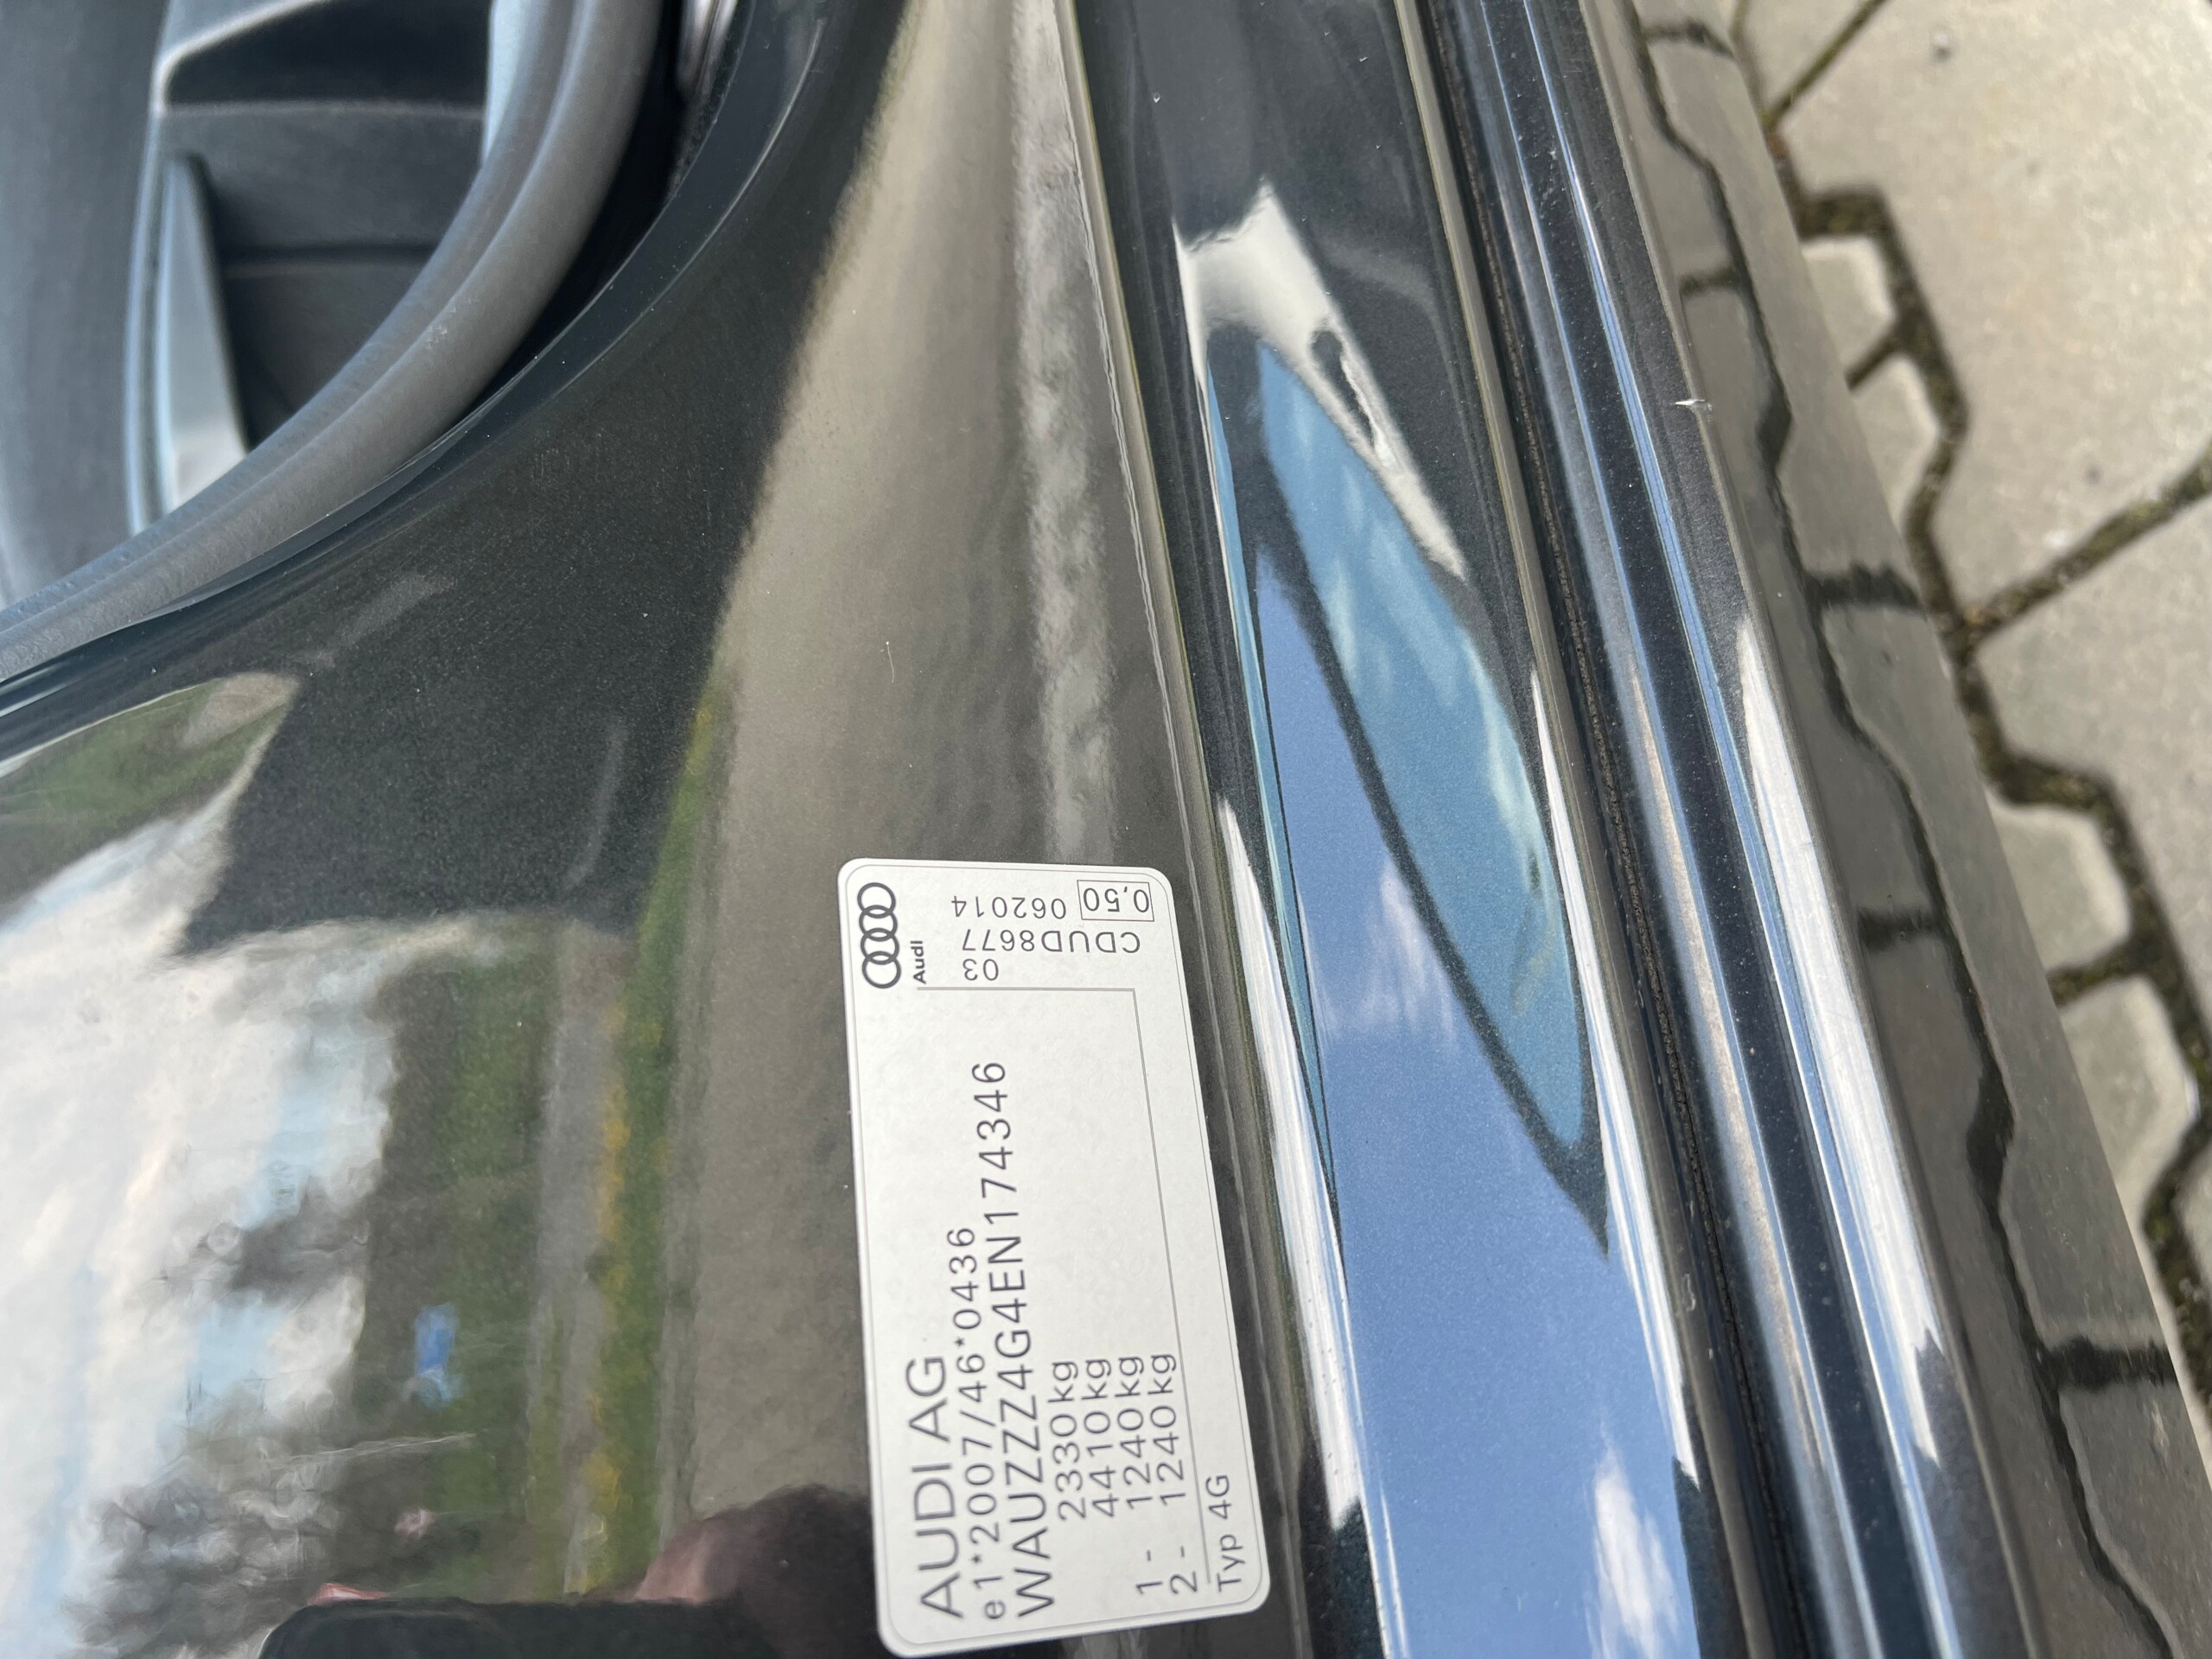 AUDI AG
e1*2007/46*0436
WAUZZZ4G4EN174346
2330kg
4410kg
1 - 1240kg
2 - 1240kg
Typ 4G
Audi
03
CDUD8677
062014
0,50